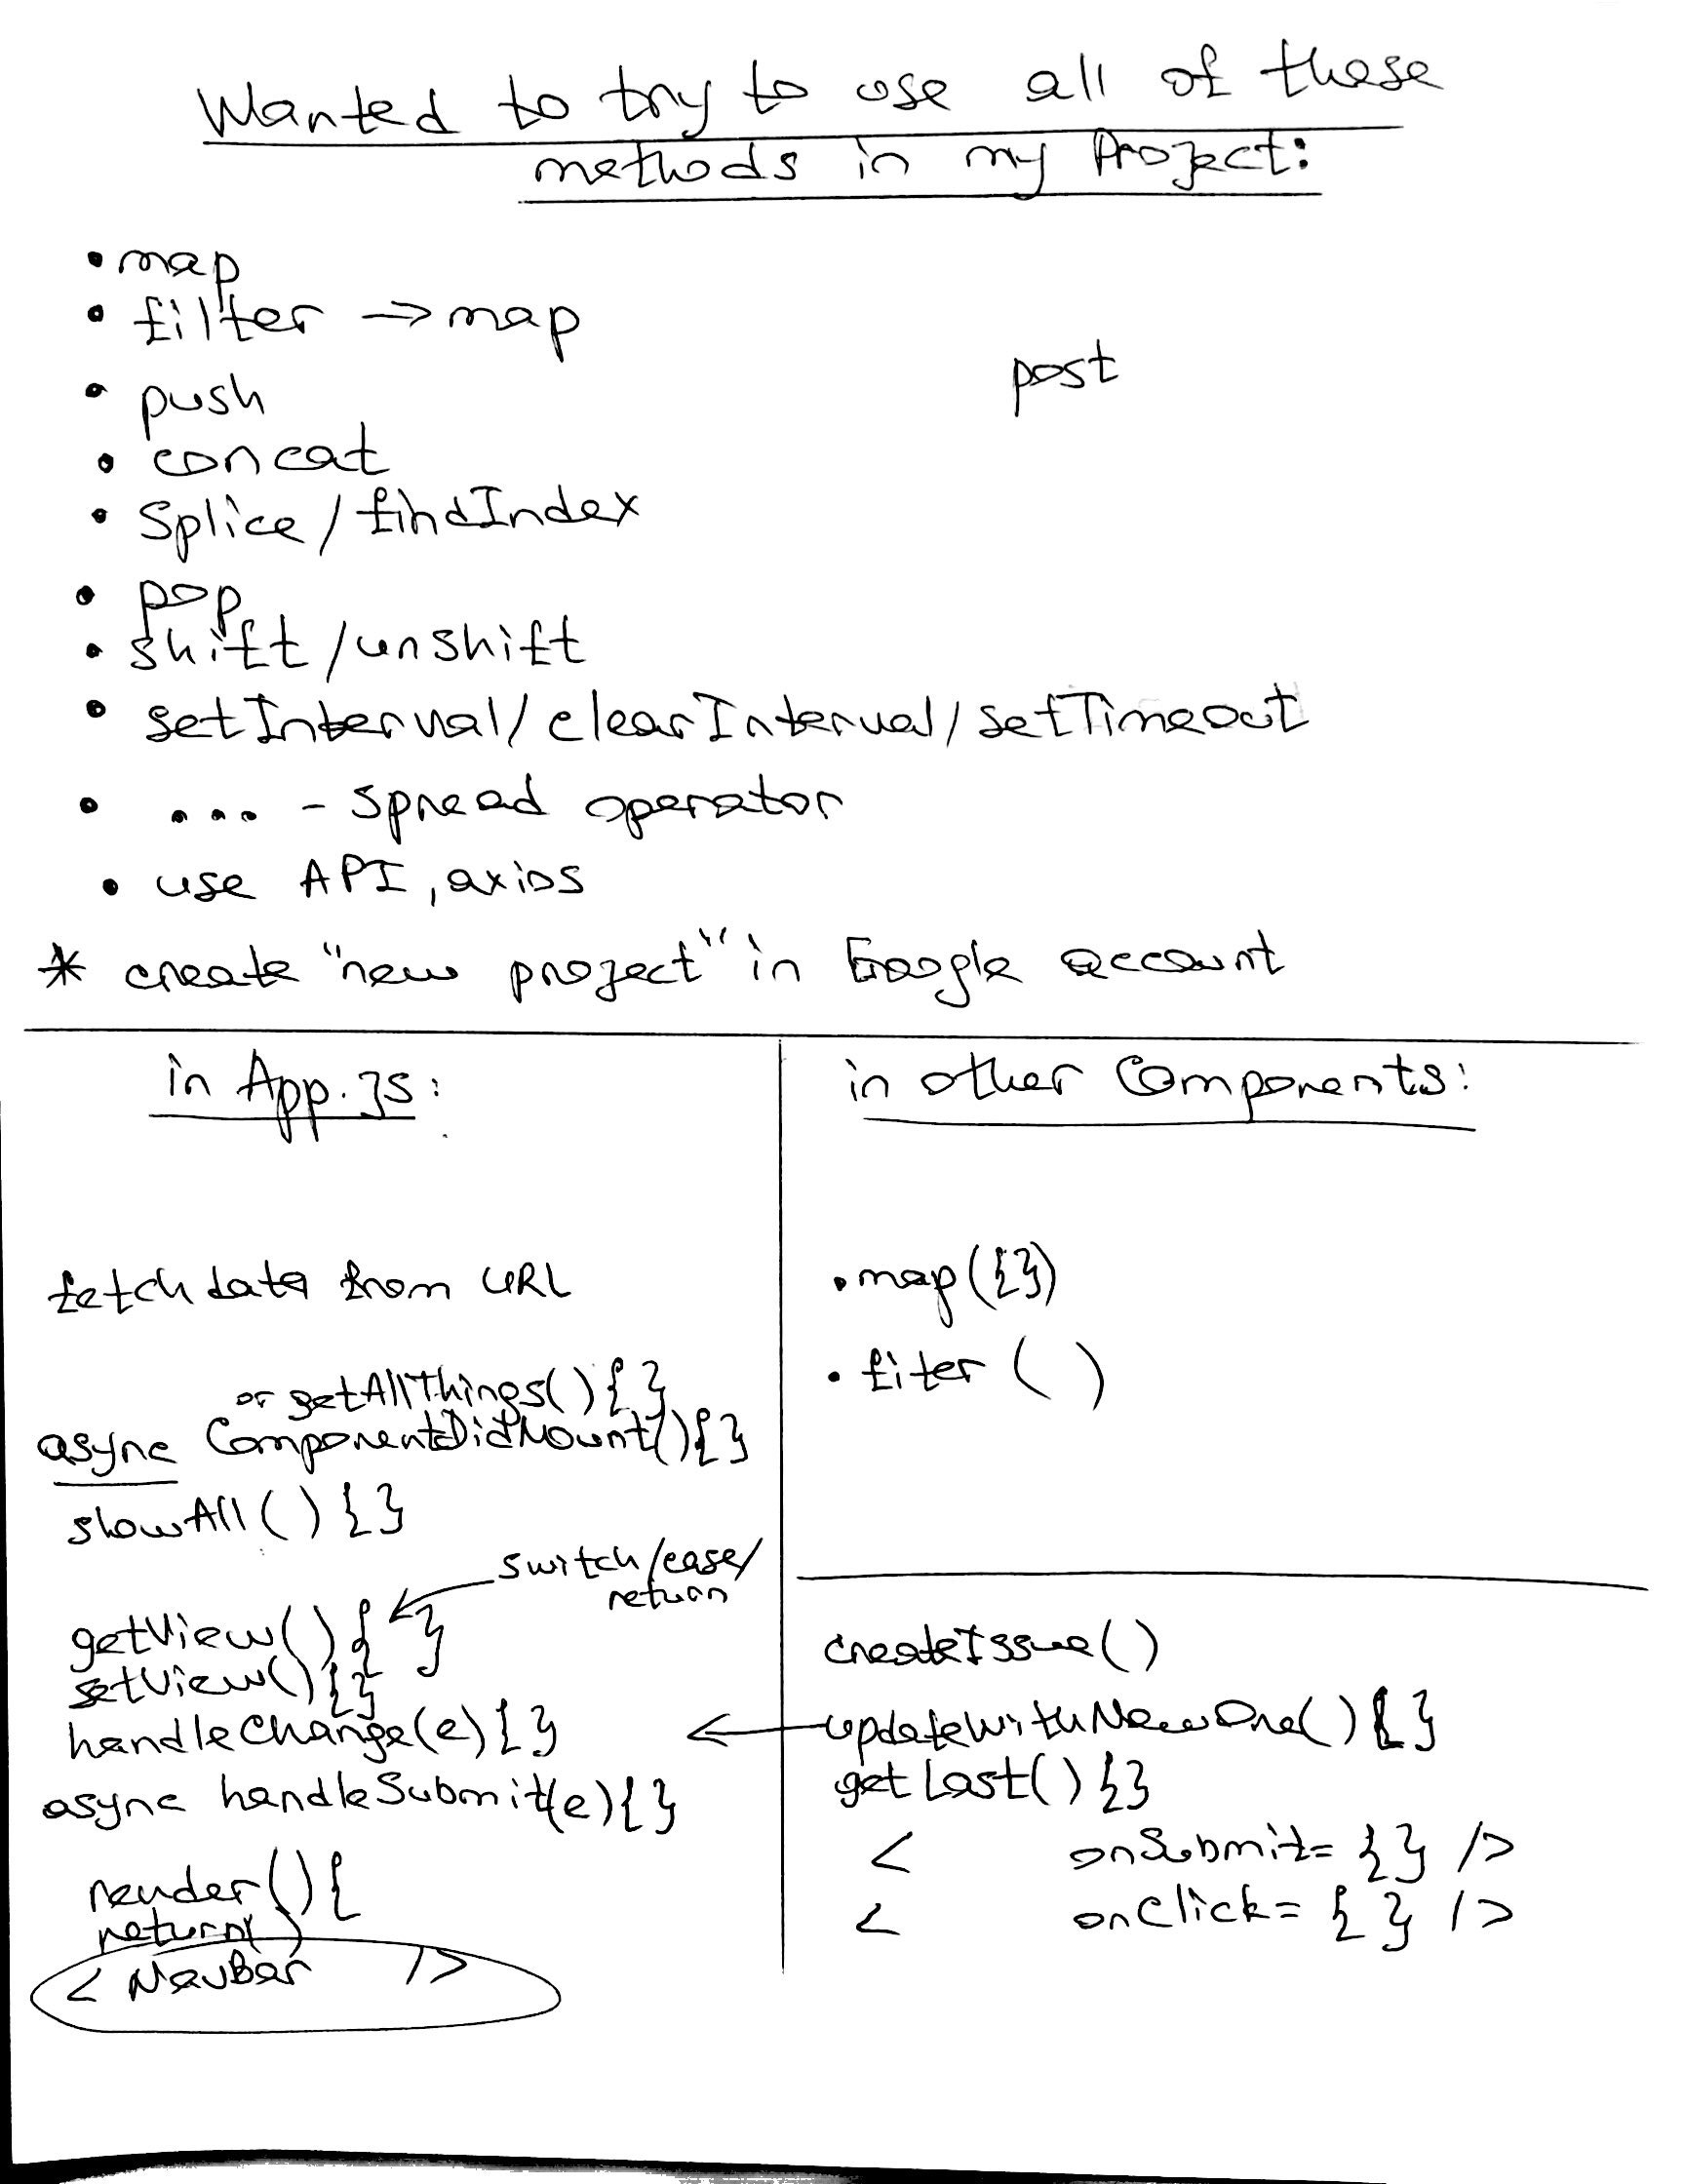 Wanted to try to use all of these
methods in my Project:
• map
• filter → map
post
• push
• concat
• Splice/findIndex
• pop
• shift/unshift
• setInterval/clearInterval/setTimeout
• ... - spread operator
• use API, axios
* create "new project" in Google account
in App.js:
fetch data from URL
or getAllThings(){}
async ComponentDidMount(){}
showAll(){}
switch/case/
return
getView(){ }
setView(){}
handleChange(e){}
async handleSubmit(e){}
render(){
return()
< NavBar />
in other Components:
• map({})
• fiter( )
createIssue()
← updateWithNewOne(){}
getLast(){}
< onSubmit={} />
< onClick={} />